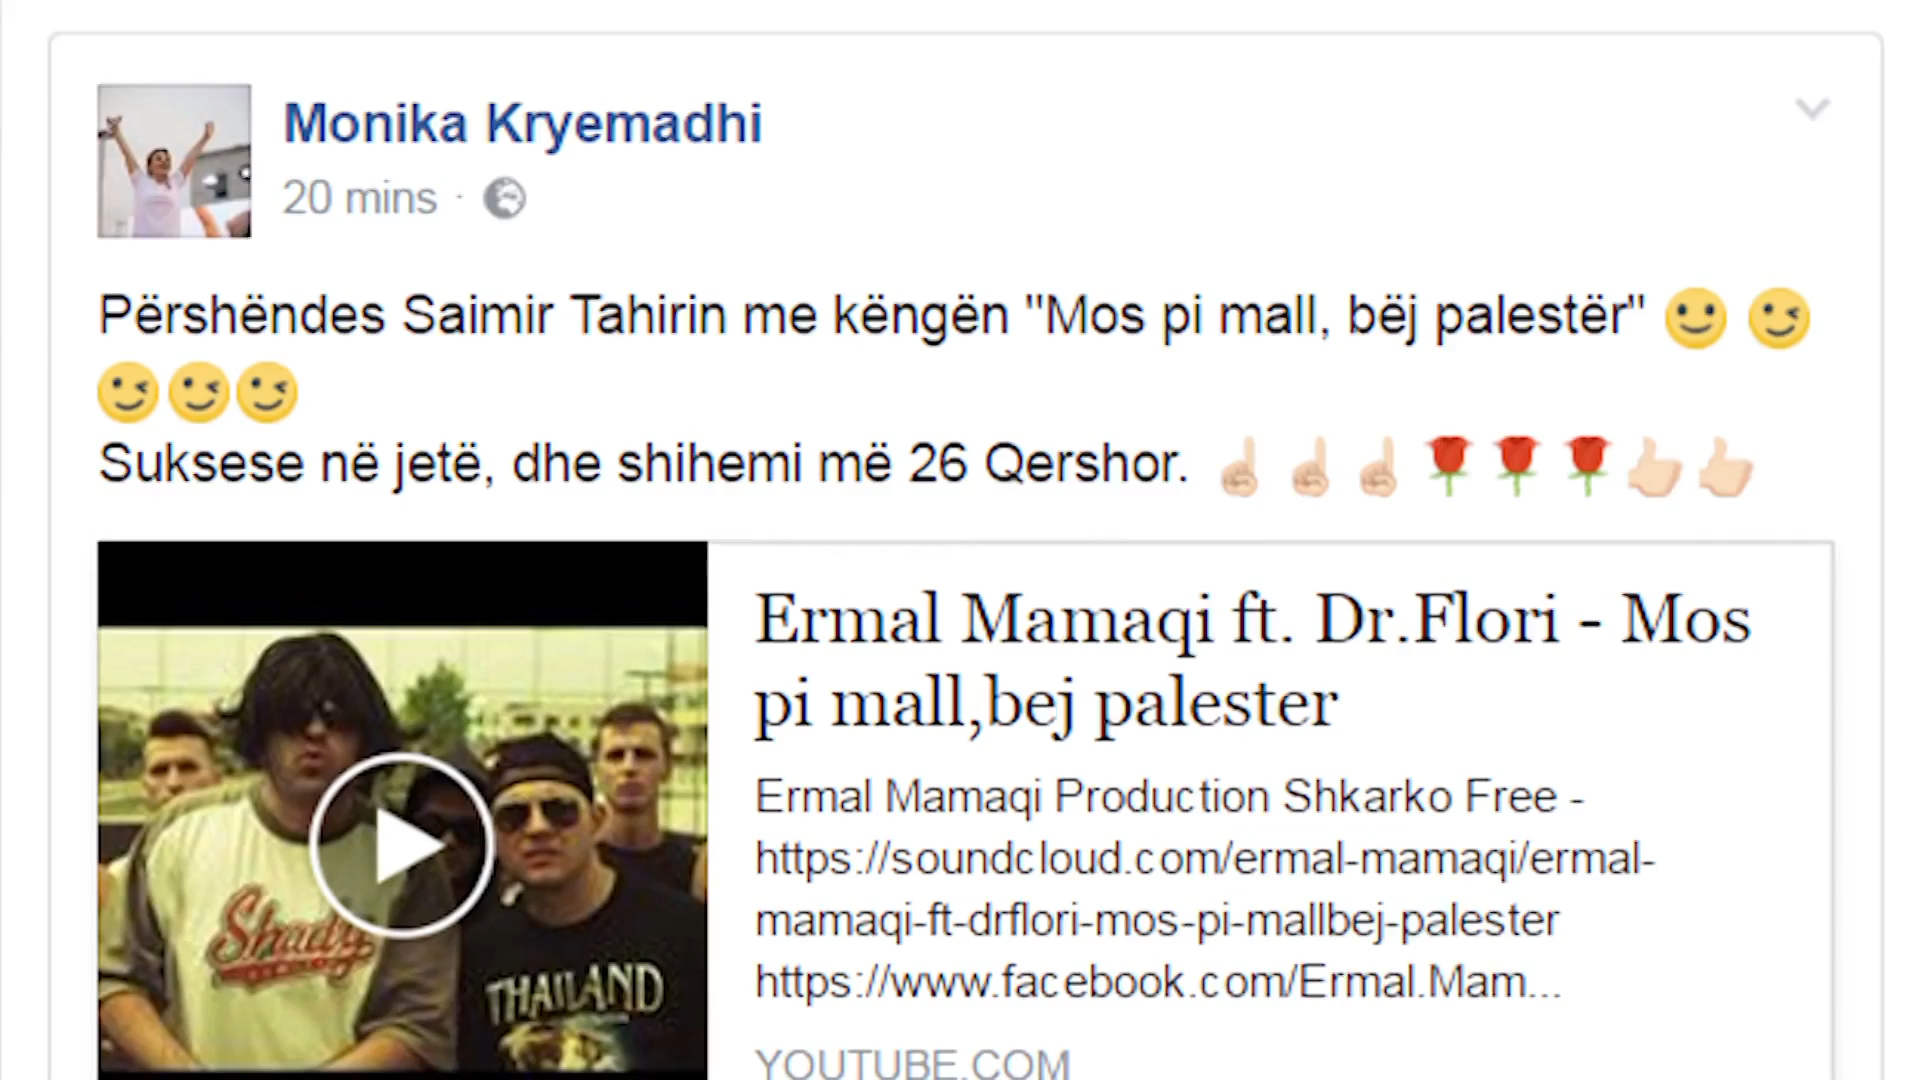 Monika Kryemadhi
20 mins ·
Përshëndes Saimir Tahirin me këngën "Mos pi mall, bëj palestër" 🙂 😉
😉😉😉
Suksese në jetë, dhe shihemi më 26 Qershor. ☝🏻☝🏻☝🏻🌹🌹🌹👍🏻👍🏻
Ermal Mamaqi ft. Dr.Flori - Mos
pi mall,bej palester
Ermal Mamaqi Production Shkarko Free -
https://soundcloud.com/ermal-mamaqi/ermal-
mamaqi-ft-drflori-mos-pi-mallbej-palester
https://www.facebook.com/Ermal.Mam...
YOUTUBE.COM
Shady
THAILAND